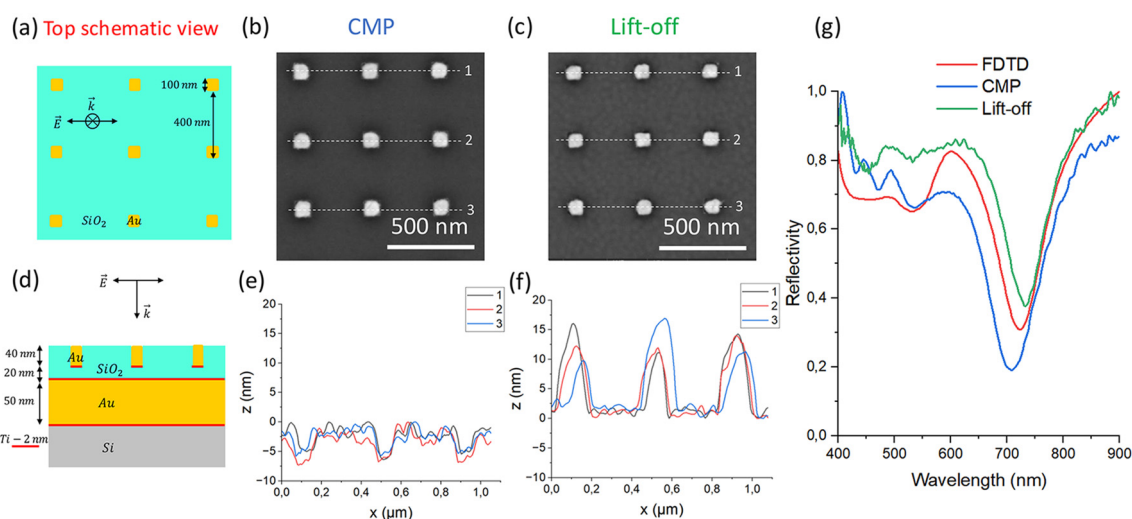 (a) Top schematic view
100 nm
k
E
400 nm
SiO2 Au
(b) CMP
1
2
3
500 nm
(c) Lift-off
1
2
3
500 nm
(d)
E
k
40 nm
Au
20 nm
SiO2
50 nm
Au
Ti − 2 nm
Si
(e)
1
2
3
20
15
10
5
0
−5
−10
z (nm)
0,0 0,2 0,4 0,6 0,8 1,0
x (µm)
(f)
1
2
3
20
15
10
5
0
−5
−10
z (nm)
0,0 0,2 0,4 0,6 0,8 1,0
x (µm)
(g)
FDTD
CMP
Lift-off
1,0
0,8
0,6
0,4
0,2
0,0
Reflectivity
400 500 600 700 800 900
Wavelength (nm)